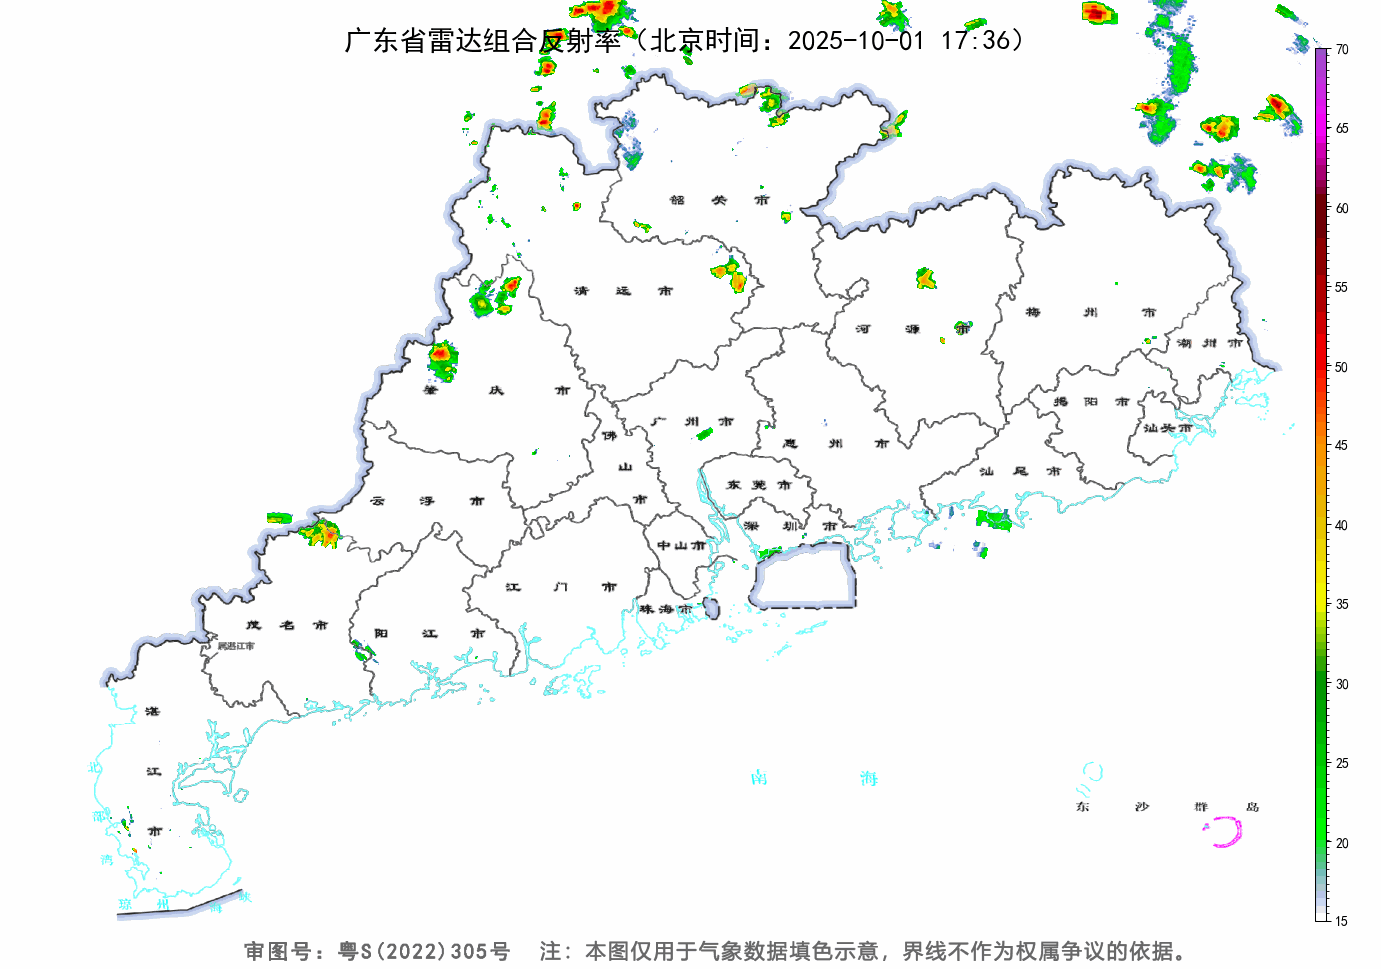 广东省雷达组合反射率（北京时间：2025-10-01 17:36）
70
65
60
55
50
45
40
35
30
25
20
15
韶关市
清远市
河源市
梅州市
潮州市
肇庆市
广州市
揭阳市
汕头市
佛山市
惠州市
汕尾市
云浮市
东莞市
深圳市
中山市
江门市
珠海市
茂名市
阳江市
属湛江市
湛江市
北部湾
南海
东沙群岛
琼州海峡
审图号：粤S(2022)305号 注：本图仅用于气象数据填色示意，界线不作为权属争议的依据。